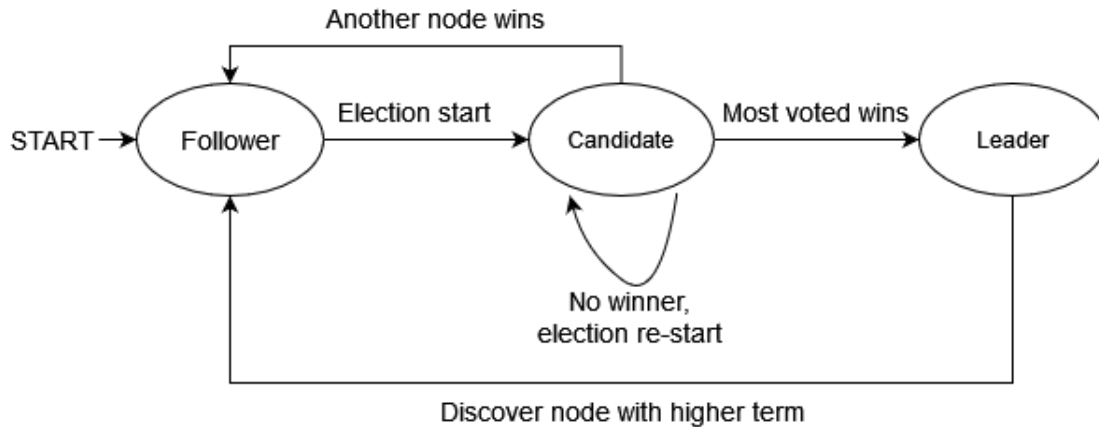 Another node wins
START
Follower
Election start
Candidate
Most voted wins
Leader
No winner,
election re-start
Discover node with higher term